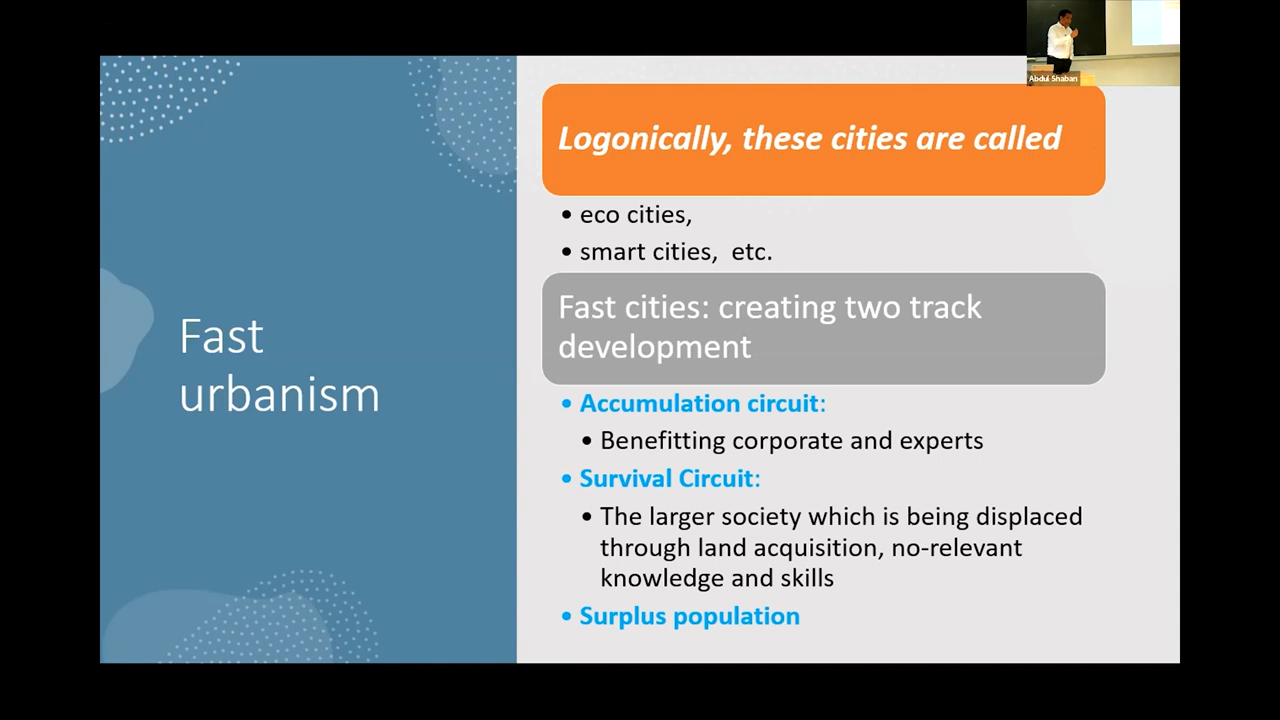 Abdul Shaban
Logonically, these cities are called
• eco cities,
• smart cities, etc.
Fast cities: creating two track
development
Fast
urbanism
• Accumulation circuit:
• Benefitting corporate and experts
• Survival Circuit:
• The larger society which is being displaced
through land acquisition, no-relevant
knowledge and skills
• Surplus population